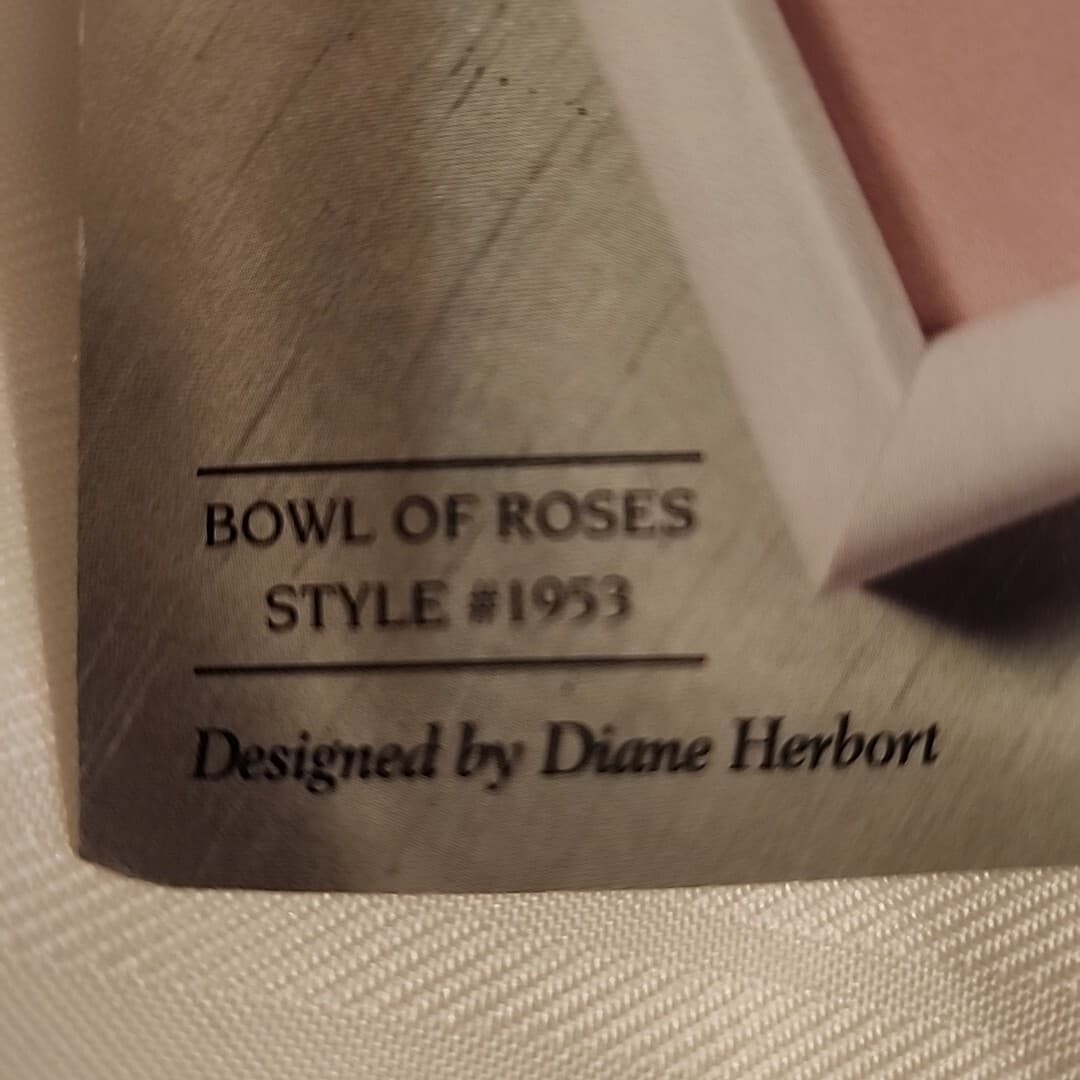 BOWL OF ROSES
STYLE #1953
Designed by Diane Herbort